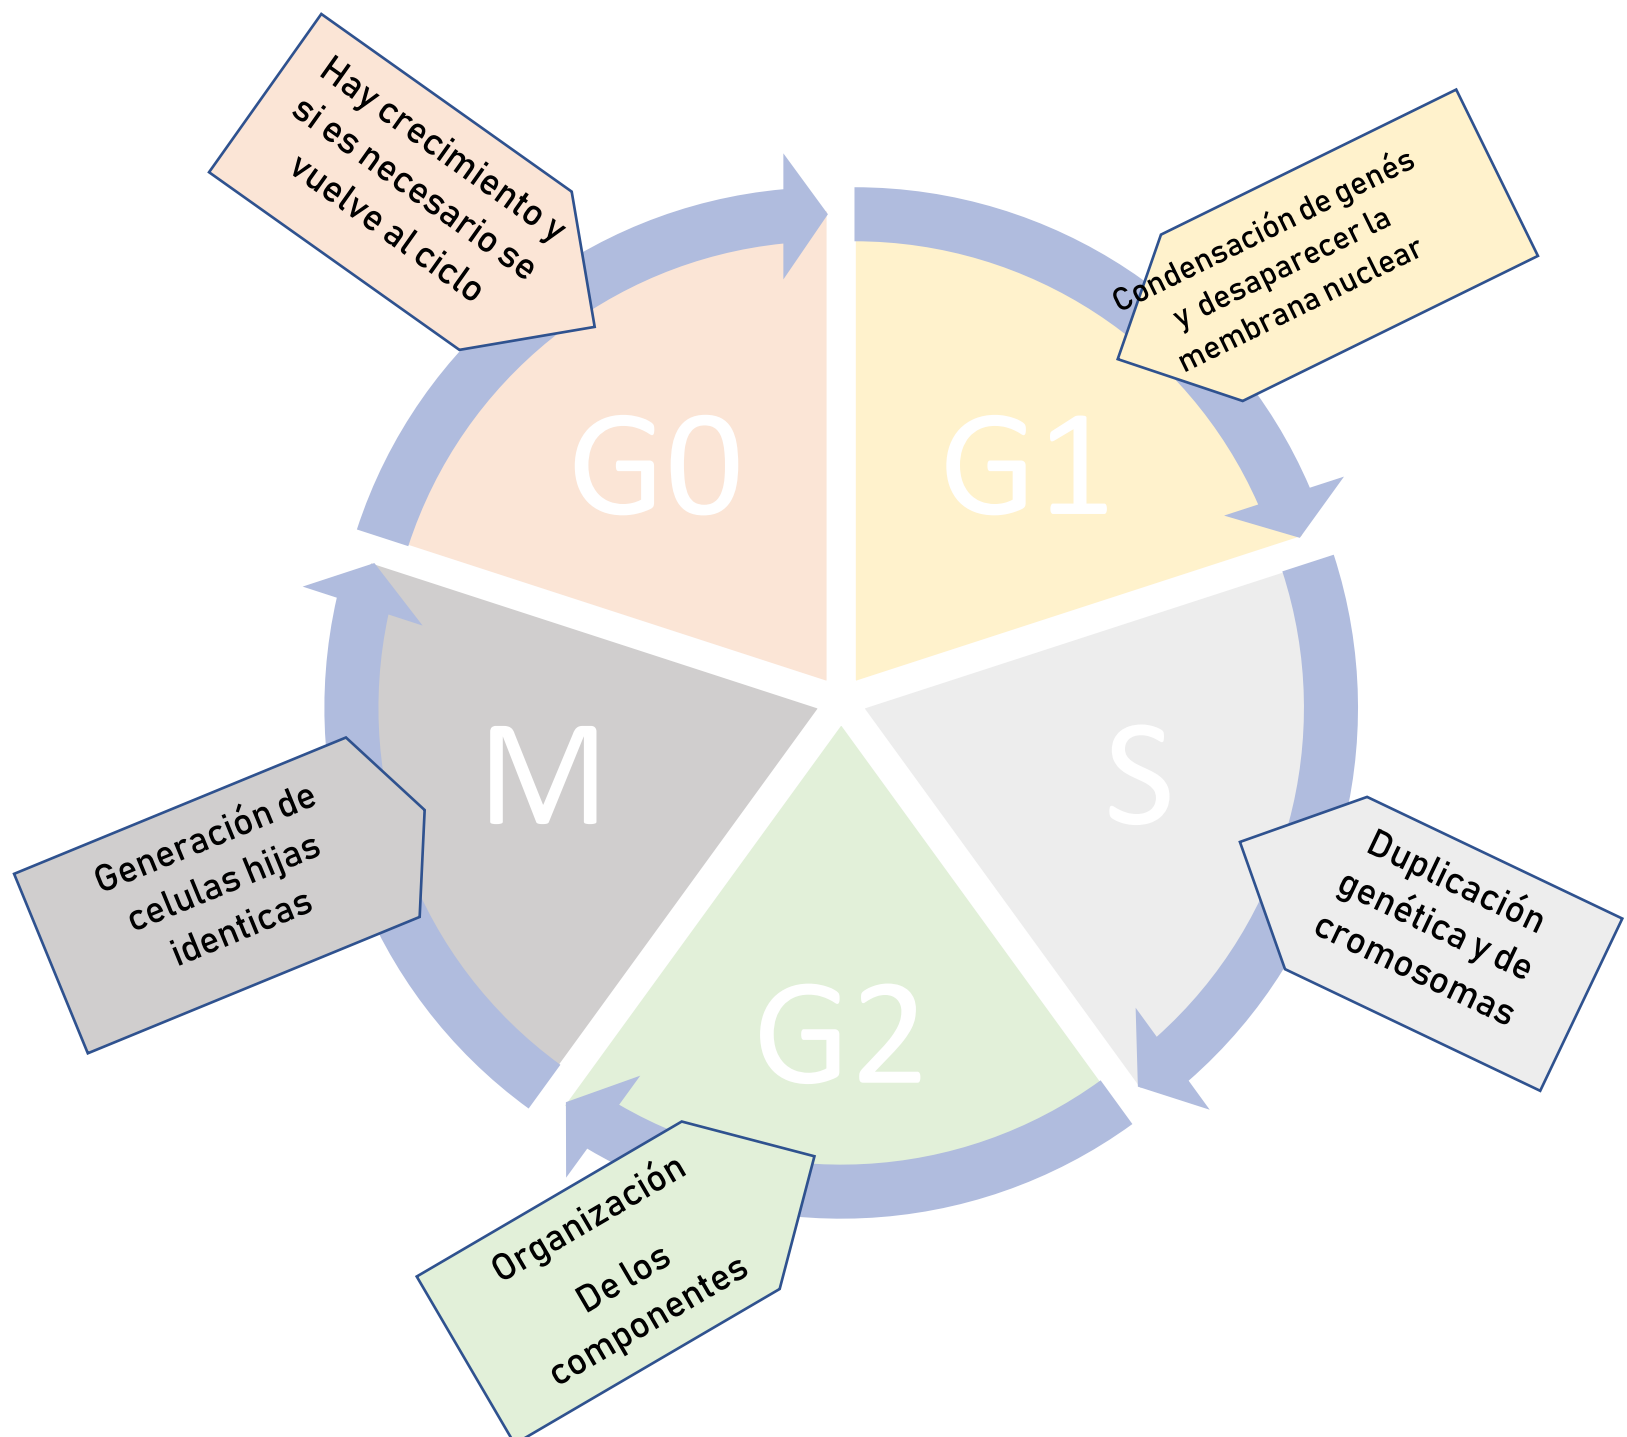 Hay crecimiento y
si es necesario se
vuelve al ciclo
Condensación de genés
y desaparecer la
membrana nuclear
G0
G1
M
S
Generación de
celulas hijas
identicas
Duplicación
genética y de
cromosomas
G2
Organización
De los
componentes